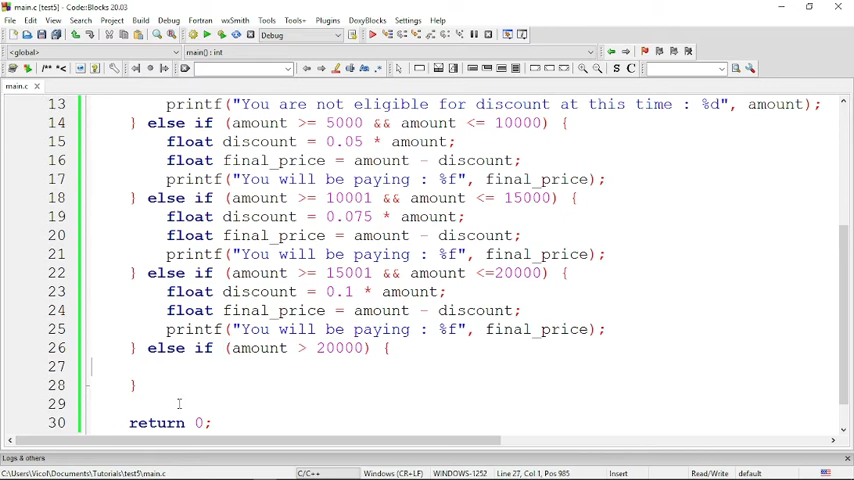 main.c [test5] - Code::Blocks 20.03
File Edit View Search Project Build Debug Fortran wxSmith Tools Tools+ Plugins DoxyBlocks Settings Help
Debug
<global> main() : int
/** *<
S C
main.c ×
13 printf("You are not eligible for discount at this time : %d", amount);
14 } else if (amount >= 5000 && amount <= 10000) {
15 float discount = 0.05 * amount;
16 float final_price = amount - discount;
17 printf("You will be paying : %f", final_price);
18 } else if (amount >= 10001 && amount <= 15000) {
19 float discount = 0.075 * amount;
20 float final_price = amount - discount;
21 printf("You will be paying : %f", final_price);
22 } else if (amount >= 15001 && amount <=20000) {
23 float discount = 0.1 * amount;
24 float final_price = amount - discount;
25 printf("You will be paying : %f", final_price);
26 } else if (amount > 20000) {
27
28 }
29
30 return 0;
Logs & others
C:\Users\Vicol\Documents\Tutorials\test5\main.c C/C++ Windows (CR+LF) WINDOWS-1252 Line 27, Col 1, Pos 985 Insert Read/Write default